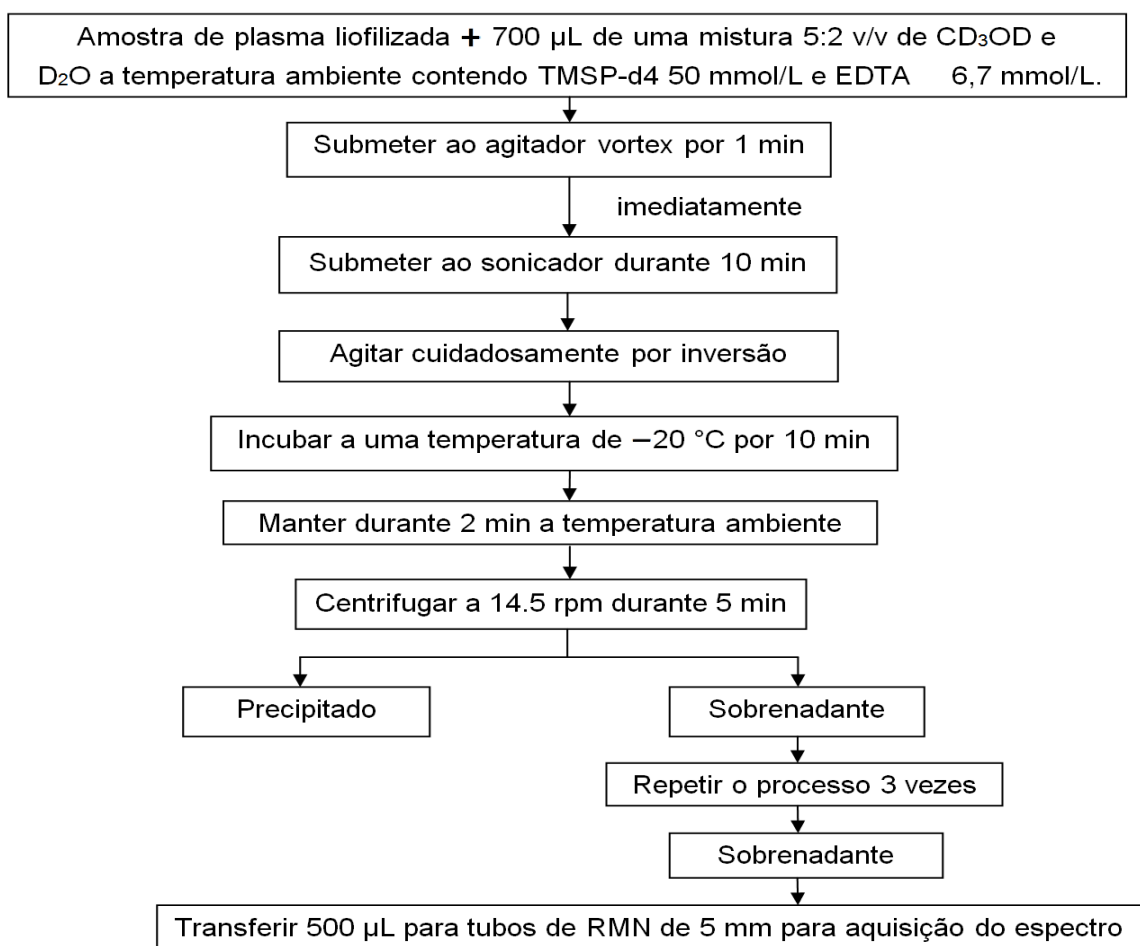 Amostra de plasma liofilizada + 700 µL de uma mistura 5:2 v/v de CD₃OD e
D₂O a temperatura ambiente contendo TMSP-d4 50 mmol/L e EDTA 6,7 mmol/L.
Submeter ao agitador vortex por 1 min
imediatamente
Submeter ao sonicador durante 10 min
Agitar cuidadosamente por inversão
Incubar a uma temperatura de −20 °C por 10 min
Manter durante 2 min a temperatura ambiente
Centrifugar a 14.5 rpm durante 5 min
Precipitado
Sobrenadante
Repetir o processo 3 vezes
Sobrenadante
Transferir 500 µL para tubos de RMN de 5 mm para aquisição do espectro